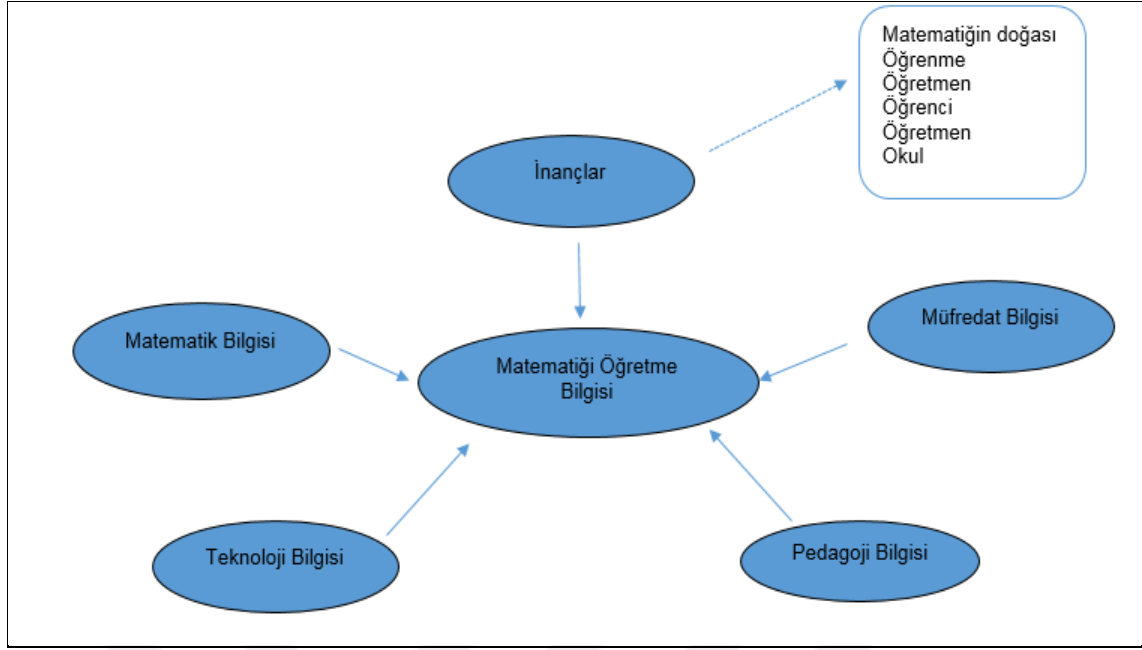 Matematiğin doğası
Öğrenme
Öğretmen
Öğrenci
Öğretmen
Okul
İnançlar
Matematik Bilgisi
Müfredat Bilgisi
Matematiği Öğretme
Bilgisi
Teknoloji Bilgisi
Pedagoji Bilgisi